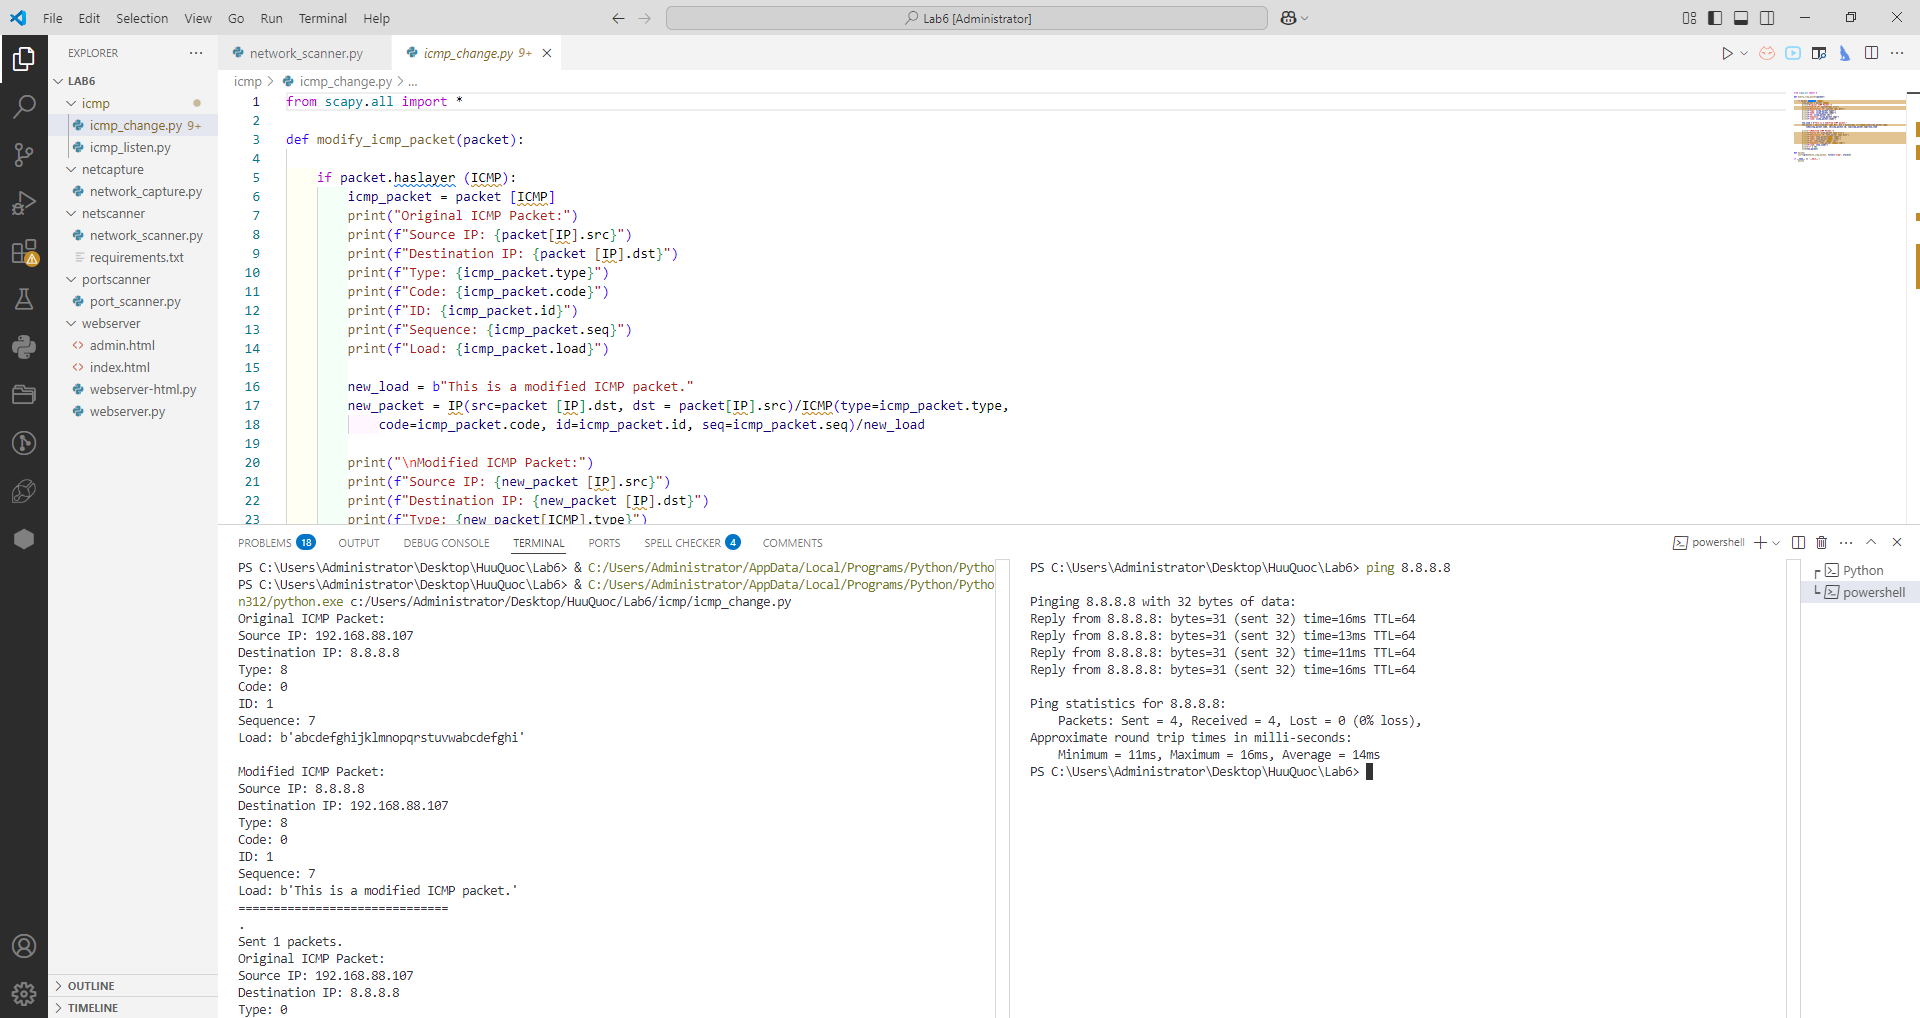 File Edit Selection View Go Run Terminal Help
Lab6 [Administrator]
EXPLORER
LAB6
icmp
icmp_change.py 9+
icmp_listen.py
netcapture
network_capture.py
netscanner
network_scanner.py
requirements.txt
portscanner
port_scanner.py
webserver
admin.html
index.html
webserver-html.py
webserver.py
OUTLINE
TIMELINE
network_scanner.py
icmp_change.py 9+
icmp > icmp_change.py > ...
1 from scapy.all import *
2
3 def modify_icmp_packet(packet):
4
5 if packet.haslayer (ICMP):
6 icmp_packet = packet [ICMP]
7 print("Original ICMP Packet:")
8 print(f"Source IP: {packet[IP].src}")
9 print(f"Destination IP: {packet [IP].dst}")
10 print(f"Type: {icmp_packet.type}")
11 print(f"Code: {icmp_packet.code}")
12 print(f"ID: {icmp_packet.id}")
13 print(f"Sequence: {icmp_packet.seq}")
14 print(f"Load: {icmp_packet.load}")
15
16 new_load = b"This is a modified ICMP packet."
17 new_packet = IP(src=packet [IP].dst, dst = packet[IP].src)/ICMP(type=icmp_packet.type,
18 code=icmp_packet.code, id=icmp_packet.id, seq=icmp_packet.seq)/new_load
19
20 print("\nModified ICMP Packet:")
21 print(f"Source IP: {new_packet [IP].src}")
22 print(f"Destination IP: {new_packet [IP].dst}")
23 print(f"Type: {new_packet[ICMP].type}")
PROBLEMS 18 OUTPUT DEBUG CONSOLE TERMINAL PORTS SPELL CHECKER 4 COMMENTS
powershell
PS C:\Users\Administrator\Desktop\HuuQuoc\Lab6> & C:/Users/Administrator/AppData/Local/Programs/Python/Pytho
PS C:\Users\Administrator\Desktop\HuuQuoc\Lab6> & C:/Users/Administrator/AppData/Local/Programs/Python/Pytho
n312/python.exe c:/Users/Administrator/Desktop/HuuQuoc/Lab6/icmp/icmp_change.py
Original ICMP Packet:
Source IP: 192.168.88.107
Destination IP: 8.8.8.8
Type: 8
Code: 0
ID: 1
Sequence: 7
Load: b'abcdefghijklmnopqrstuvwabcdefghi'
Modified ICMP Packet:
Source IP: 8.8.8.8
Destination IP: 192.168.88.107
Type: 8
Code: 0
ID: 1
Sequence: 7
Load: b'This is a modified ICMP packet.'
==============================
.
Sent 1 packets.
Original ICMP Packet:
Source IP: 192.168.88.107
Destination IP: 8.8.8.8
Type: 0
PS C:\Users\Administrator\Desktop\HuuQuoc\Lab6> ping 8.8.8.8
Pinging 8.8.8.8 with 32 bytes of data:
Reply from 8.8.8.8: bytes=31 (sent 32) time=16ms TTL=64
Reply from 8.8.8.8: bytes=31 (sent 32) time=13ms TTL=64
Reply from 8.8.8.8: bytes=31 (sent 32) time=11ms TTL=64
Reply from 8.8.8.8: bytes=31 (sent 32) time=16ms TTL=64
Ping statistics for 8.8.8.8:
Packets: Sent = 4, Received = 4, Lost = 0 (0% loss),
Approximate round trip times in milli-seconds:
Minimum = 11ms, Maximum = 16ms, Average = 14ms
PS C:\Users\Administrator\Desktop\HuuQuoc\Lab6>
Python
powershell